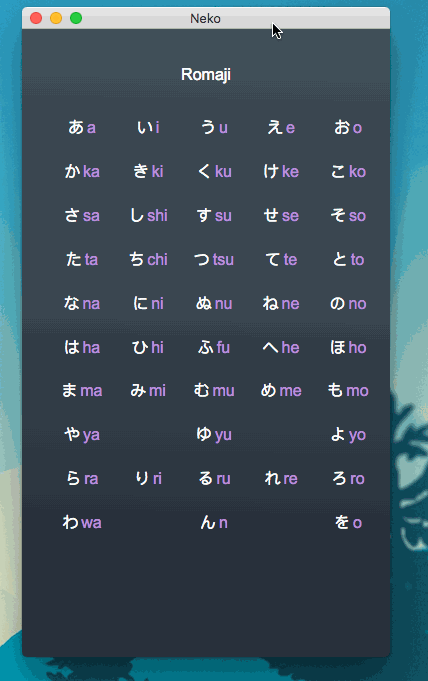 Neko
Romaji
あ a い i う u え e お o
か ka き ki く ku け ke こ ko
さ sa し shi す su せ se そ so
た ta ち chi つ tsu て te と to
な na に ni ぬ nu ね ne の no
は ha ひ hi ふ fu へ he ほ ho
ま ma み mi む mu め me も mo
や ya ゆ yu よ yo
ら ra り ri る ru れ re ろ ro
わ wa ん n を o